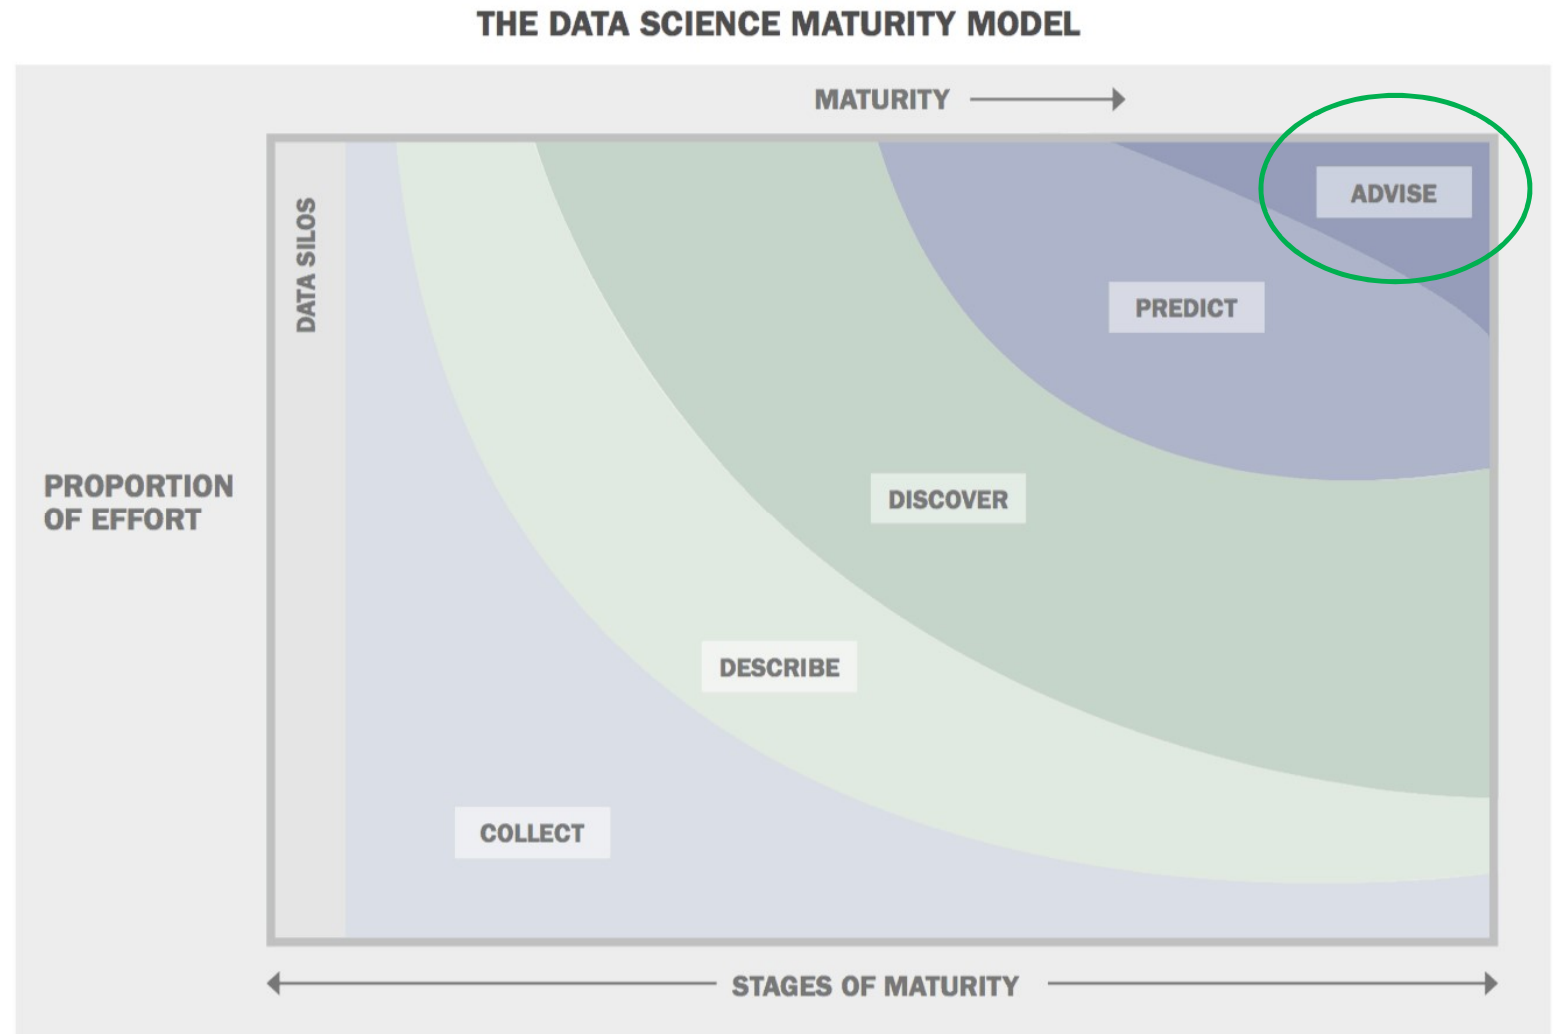 THE DATA SCIENCE MATURITY MODEL
MATURITY
DATA SILOS
ADVISE
PREDICT
PROPORTION
OF EFFORT
DISCOVER
DESCRIBE
COLLECT
STAGES OF MATURITY